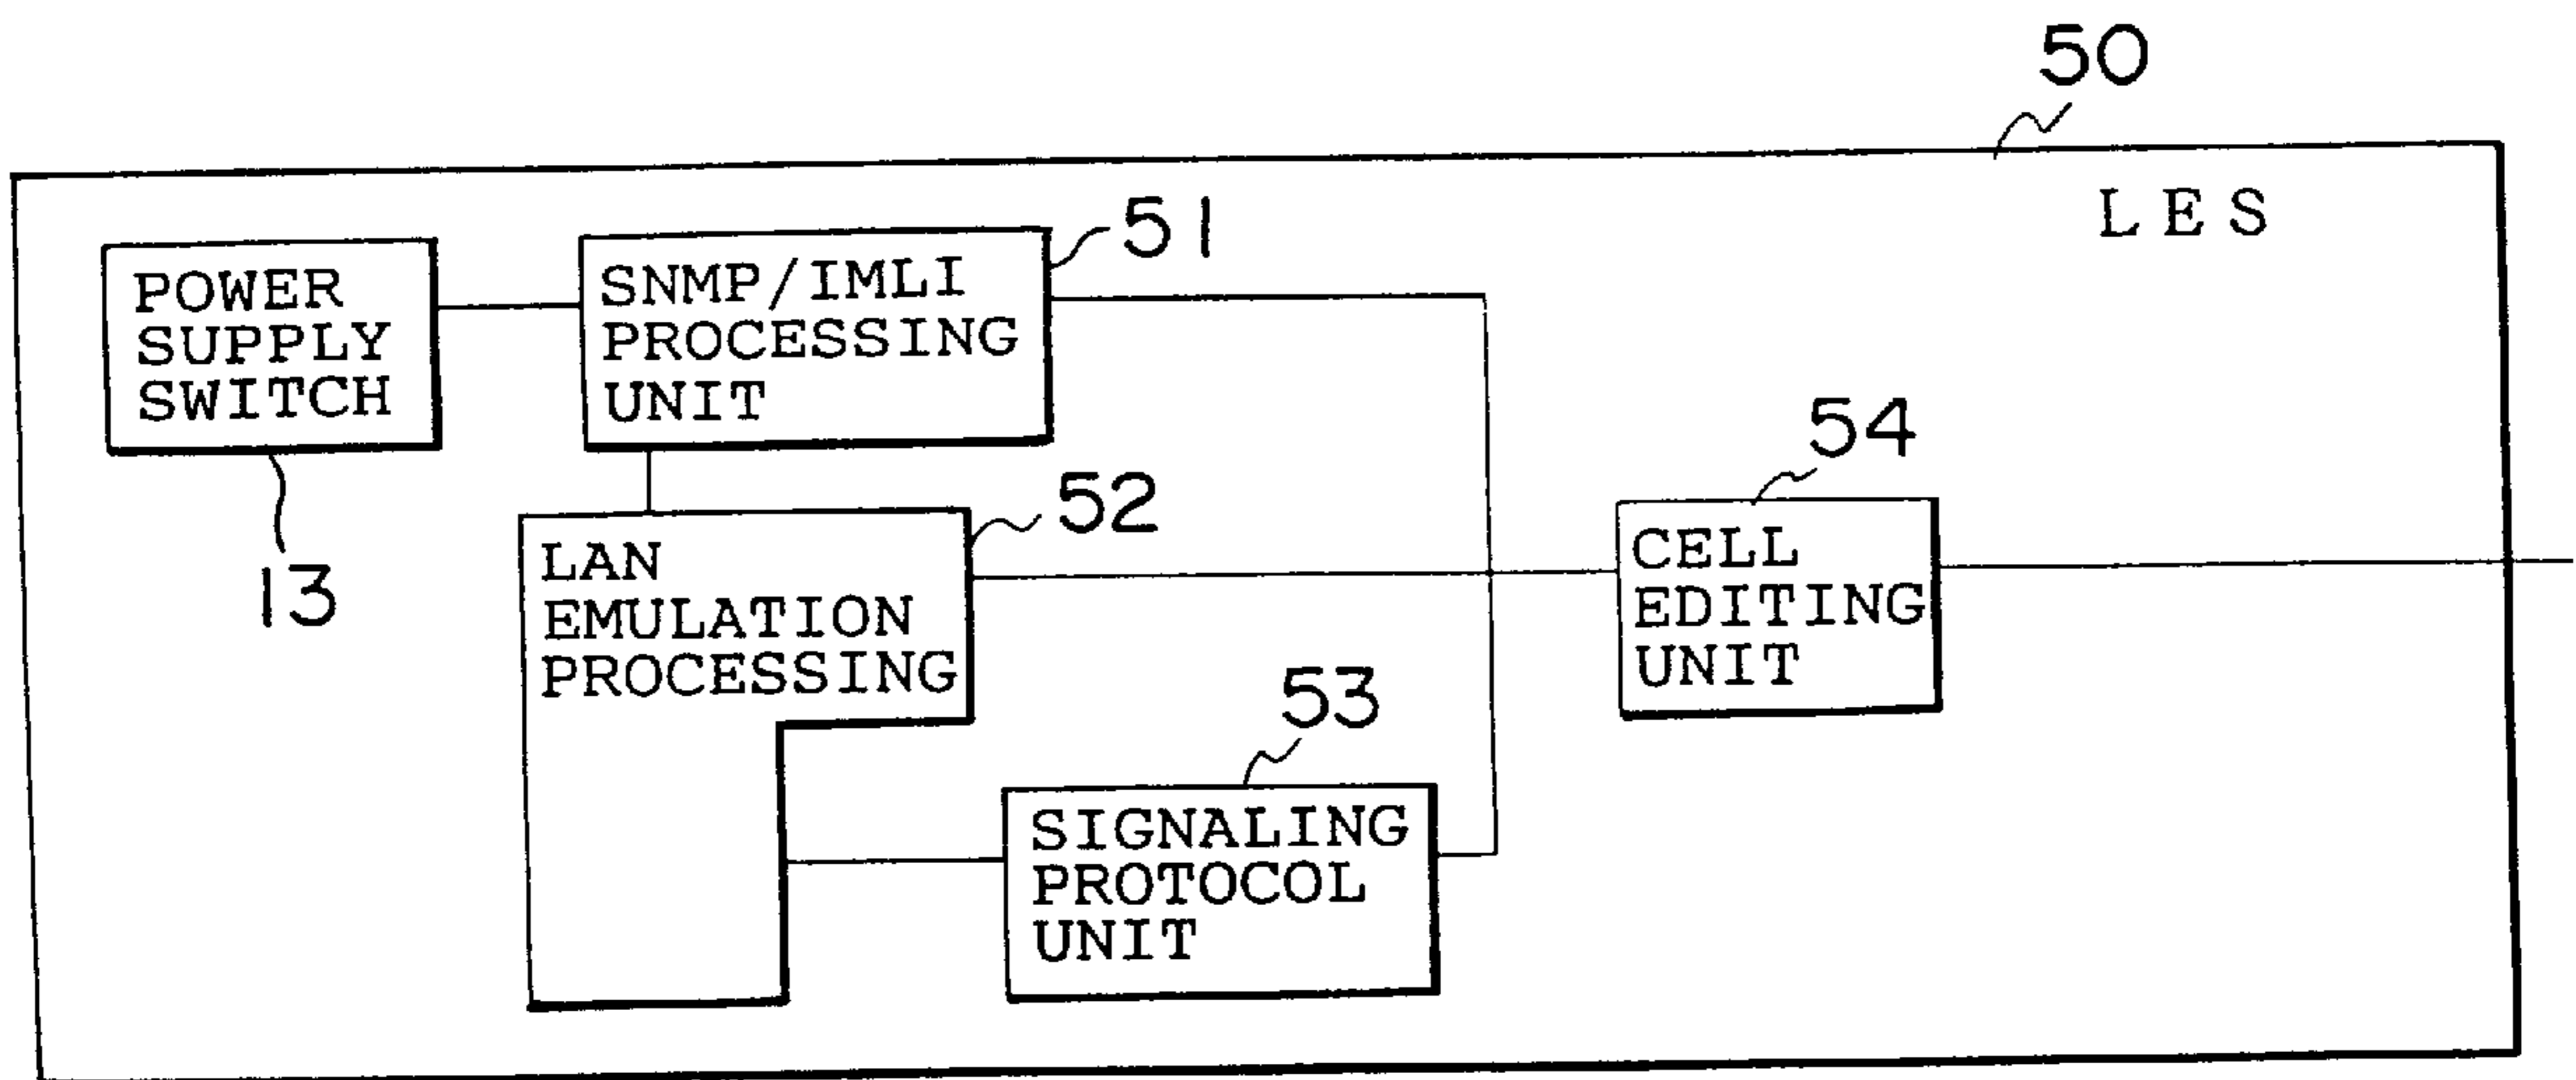 50
LES
51
POWER
SUPPLY
SWITCH
13
SNMP/IMLI
PROCESSING
UNIT
52
LAN
EMULATION
PROCESSING
53
SIGNALING
PROTOCOL
UNIT
54
CELL
EDITING
UNIT